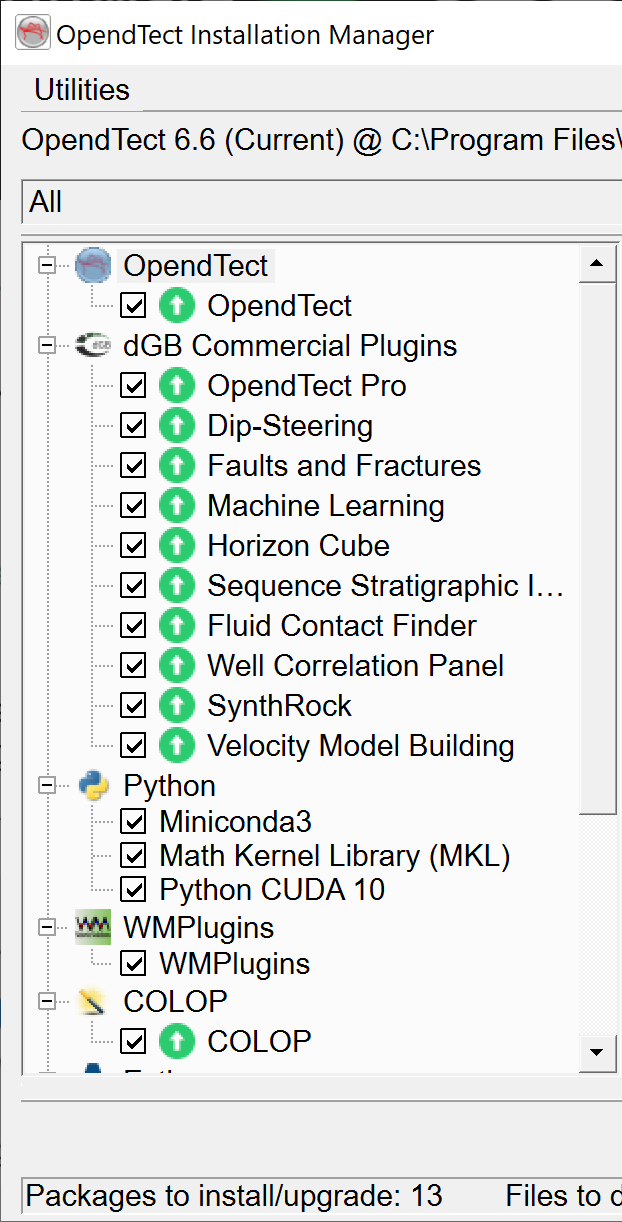 OpendTect Installation Manager
Utilities
OpendTect 6.6 (Current) @ C:\Program Files\
All
OpendTect
OpendTect
dGB Commercial Plugins
OpendTect Pro
Dip-Steering
Faults and Fractures
Machine Learning
Horizon Cube
Sequence Stratigraphic I...
Fluid Contact Finder
Well Correlation Panel
SynthRock
Velocity Model Building
Python
Miniconda3
Math Kernel Library (MKL)
Python CUDA 10
WMPlugins
WMPlugins
COLOP
COLOP
Packages to install/upgrade: 13 Files to d